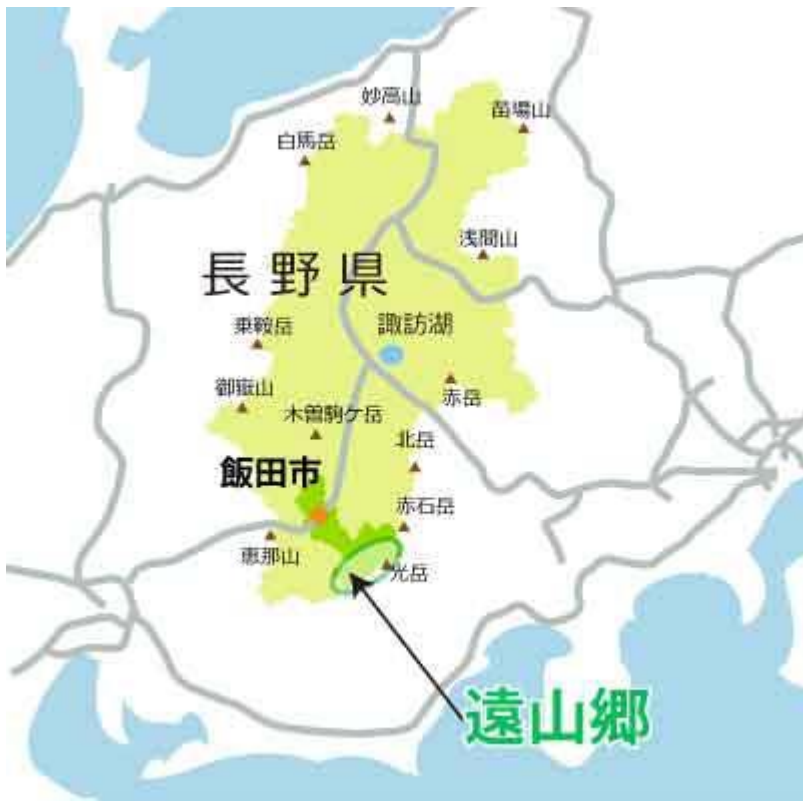 妙高山
苗場山
白馬岳
浅間山
長野県
乗鞍岳
諏訪湖
御嶽山
赤岳
木曽駒ケ岳
北岳
飯田市
赤石岳
恵那山
光岳
遠山郷